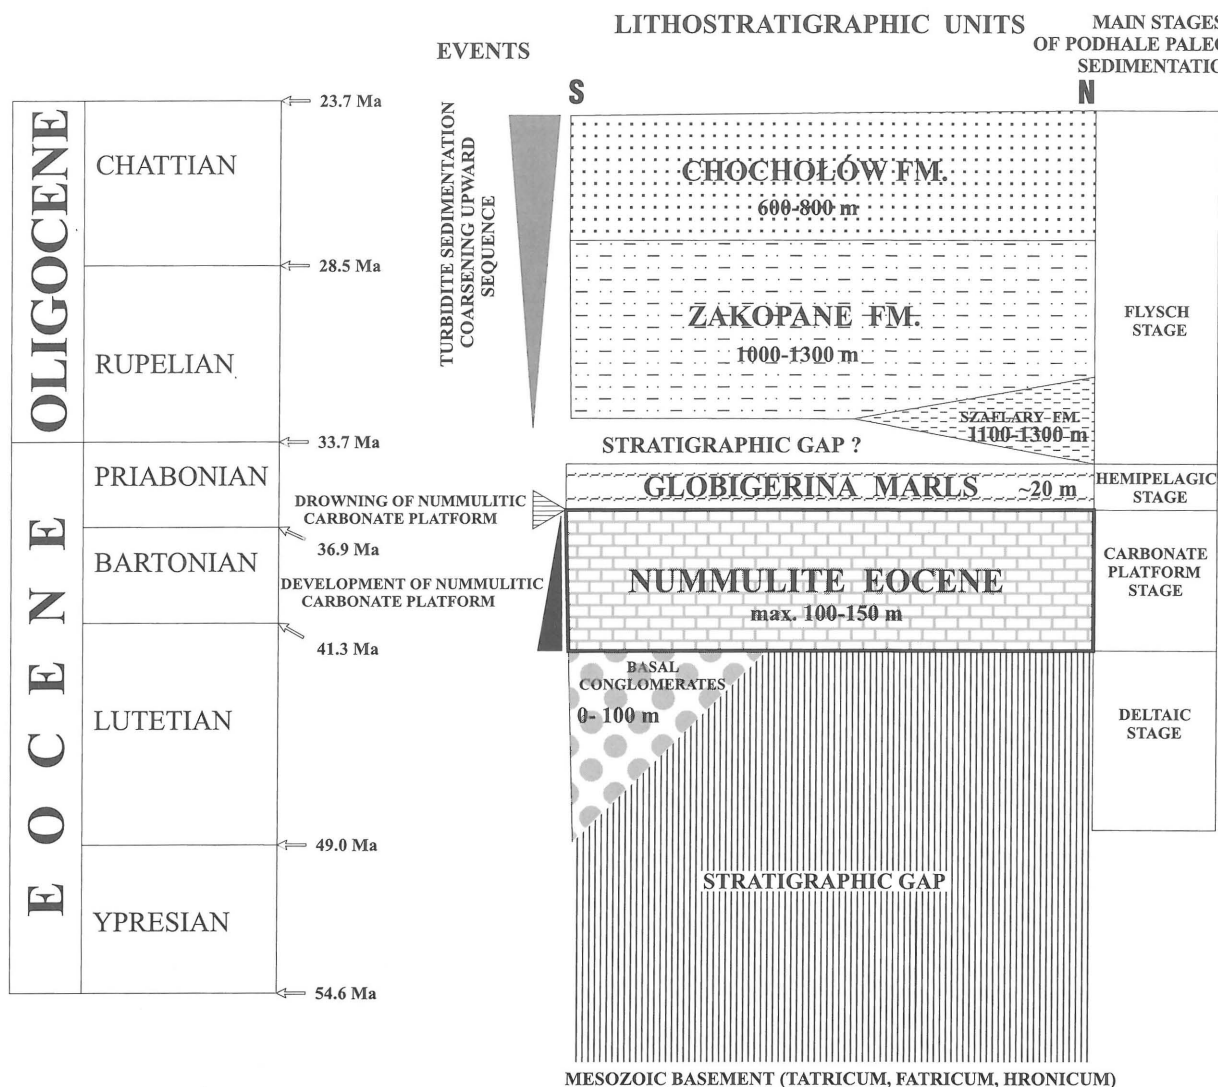 LITHOSTRATIGRAPHIC UNITS
EVENTS
MAIN STAGES
OF PODHALE PALEO
SEDIMENTATIO
S
N
OLIGOCENE
EOCENE
CHATTIAN
RUPELIAN
PRIABONIAN
BARTONIAN
LUTETIAN
YPRESIAN
23.7 Ma
28.5 Ma
33.7 Ma
36.9 Ma
41.3 Ma
49.0 Ma
54.6 Ma
TURBIDITE SEDIMENTATION
COARSENING UPWARD
SEQUENCE
DROWNING OF NUMMULITIC
CARBONATE PLATFORM
DEVELOPMENT OF NUMMULITIC
CARBONATE PLATFORM
CHOCHOŁÓW FM.
600-800 m
ZAKOPANE FM.
1000-1300 m
SZAFLARY FM.
1100-1300 m
STRATIGRAPHIC GAP ?
GLOBIGERINA MARLS ~20 m
NUMMULITE EOCENE
max. 100-150 m
BASAL
CONGLOMERATES
0- 100 m
STRATIGRAPHIC GAP
MESOZOIC BASEMENT (TATRICUM, FATRICUM, HRONICUM)
FLYSCH
STAGE
HEMIPELAGIC
STAGE
CARBONATE
PLATFORM
STAGE
DELTAIC
STAGE